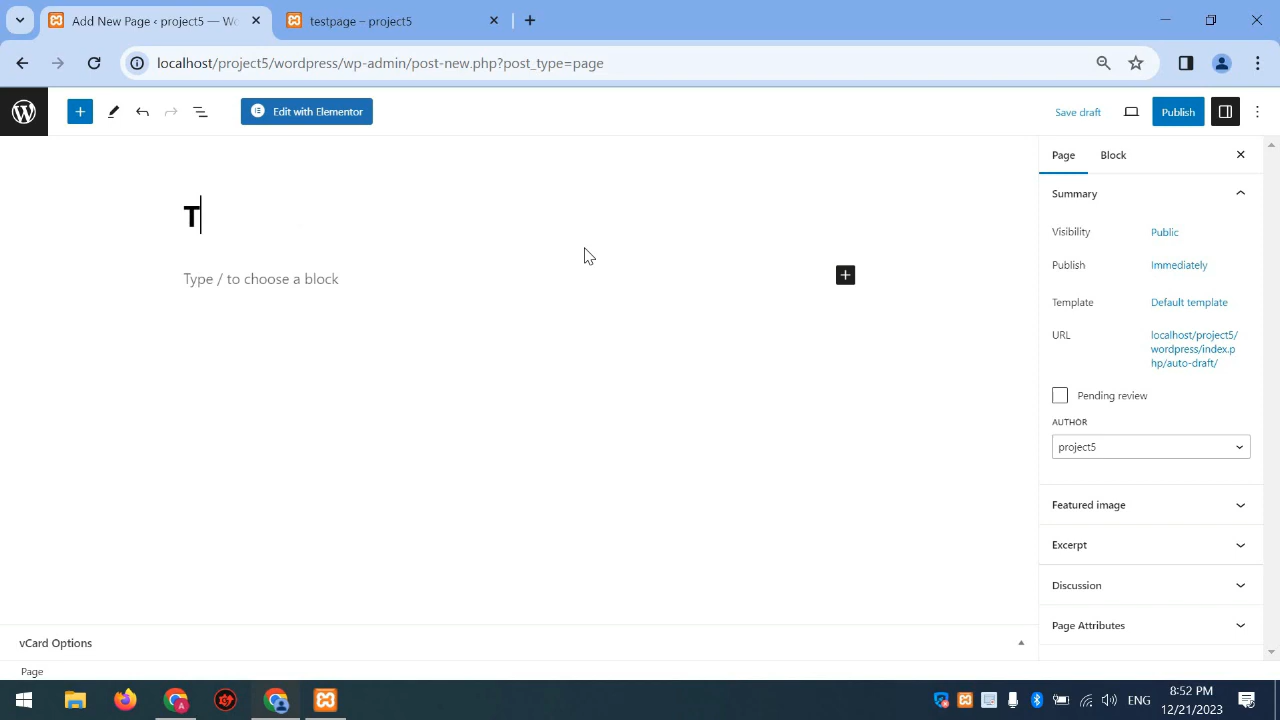 Add New Page ‹ project5 — Wo
testpage – project5
localhost/project5/wordpress/wp-admin/post-new.php?post_type=page
Edit with Elementor
Save draft
Publish
T
Type / to choose a block
Page
Block
Summary
Visibility
Public
Publish
Immediately
Template
Default template
URL
localhost/project5/
wordpress/index.p
hp/auto-draft/
Pending review
AUTHOR
project5
Featured image
Excerpt
Discussion
Page Attributes
vCard Options
Page
ENG
8:52 PM
12/21/2023